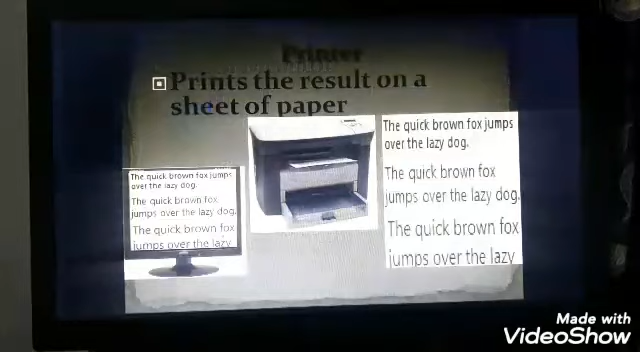 Printer
Prints the result on a
sheet of paper
The quick brown fox jumps
over the lazy dog.
The quick brown fox
jumps over the lazy dog.
The quick brown fox
jumps over the lazy
The quick brown fox jumps
over the lazy dog.
The quick brown fox
jumps over the lazy dog.
The quick brown fox
jumps over the lazy
Made with
VideoShow